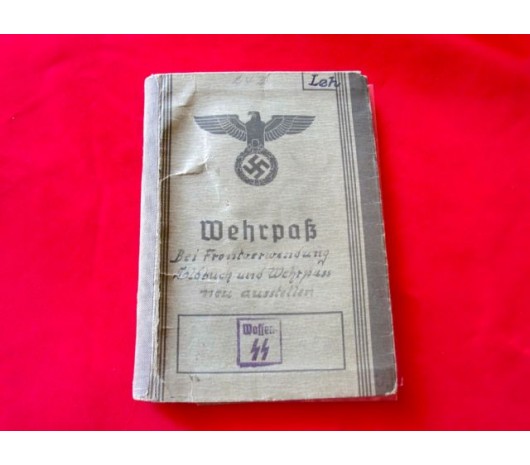 Leh
Wehrpaß
Bei Frontverwendung
Soldbuch und Wehrpass
neu ausstellen
Waffen-
SS